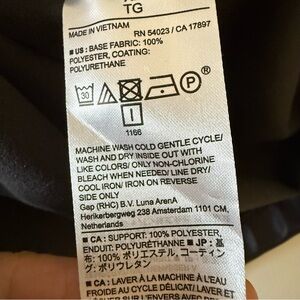 TG
MADE IN VIETNAM
RN 54023 / CA 17897
■ US: BASE FABRIC: 100%
POLYESTER, COATING:
POLYURETHANE
30
P
®
I
1166
MACHINE WASH COLD GENTLE CYCLE/
WASH AND DRY INSIDE OUT WITH
LIKE COLORS/ ONLY NON-CHLORINE
BLEACH WHEN NEEDED/ LINE DRY/
COOL IRON/ IRON ON REVERSE
SIDE ONLY
Gap (RHC) B.V. Luna ArenA
Herikerbergweg 238 Amsterdam 1101 CM,
Netherlands
■ CA: SUPPORT: 100% POLYESTER,
ENDUIT: POLYURÉTHANNE ■ JP: 基
布: 100% ポリエステル, コーティン
グ: ポリウレタン
■ CA: LAVER À LA MACHINE À L'EAU
FROIDE AU CYCLE DÉLICAT/ LAVER ET